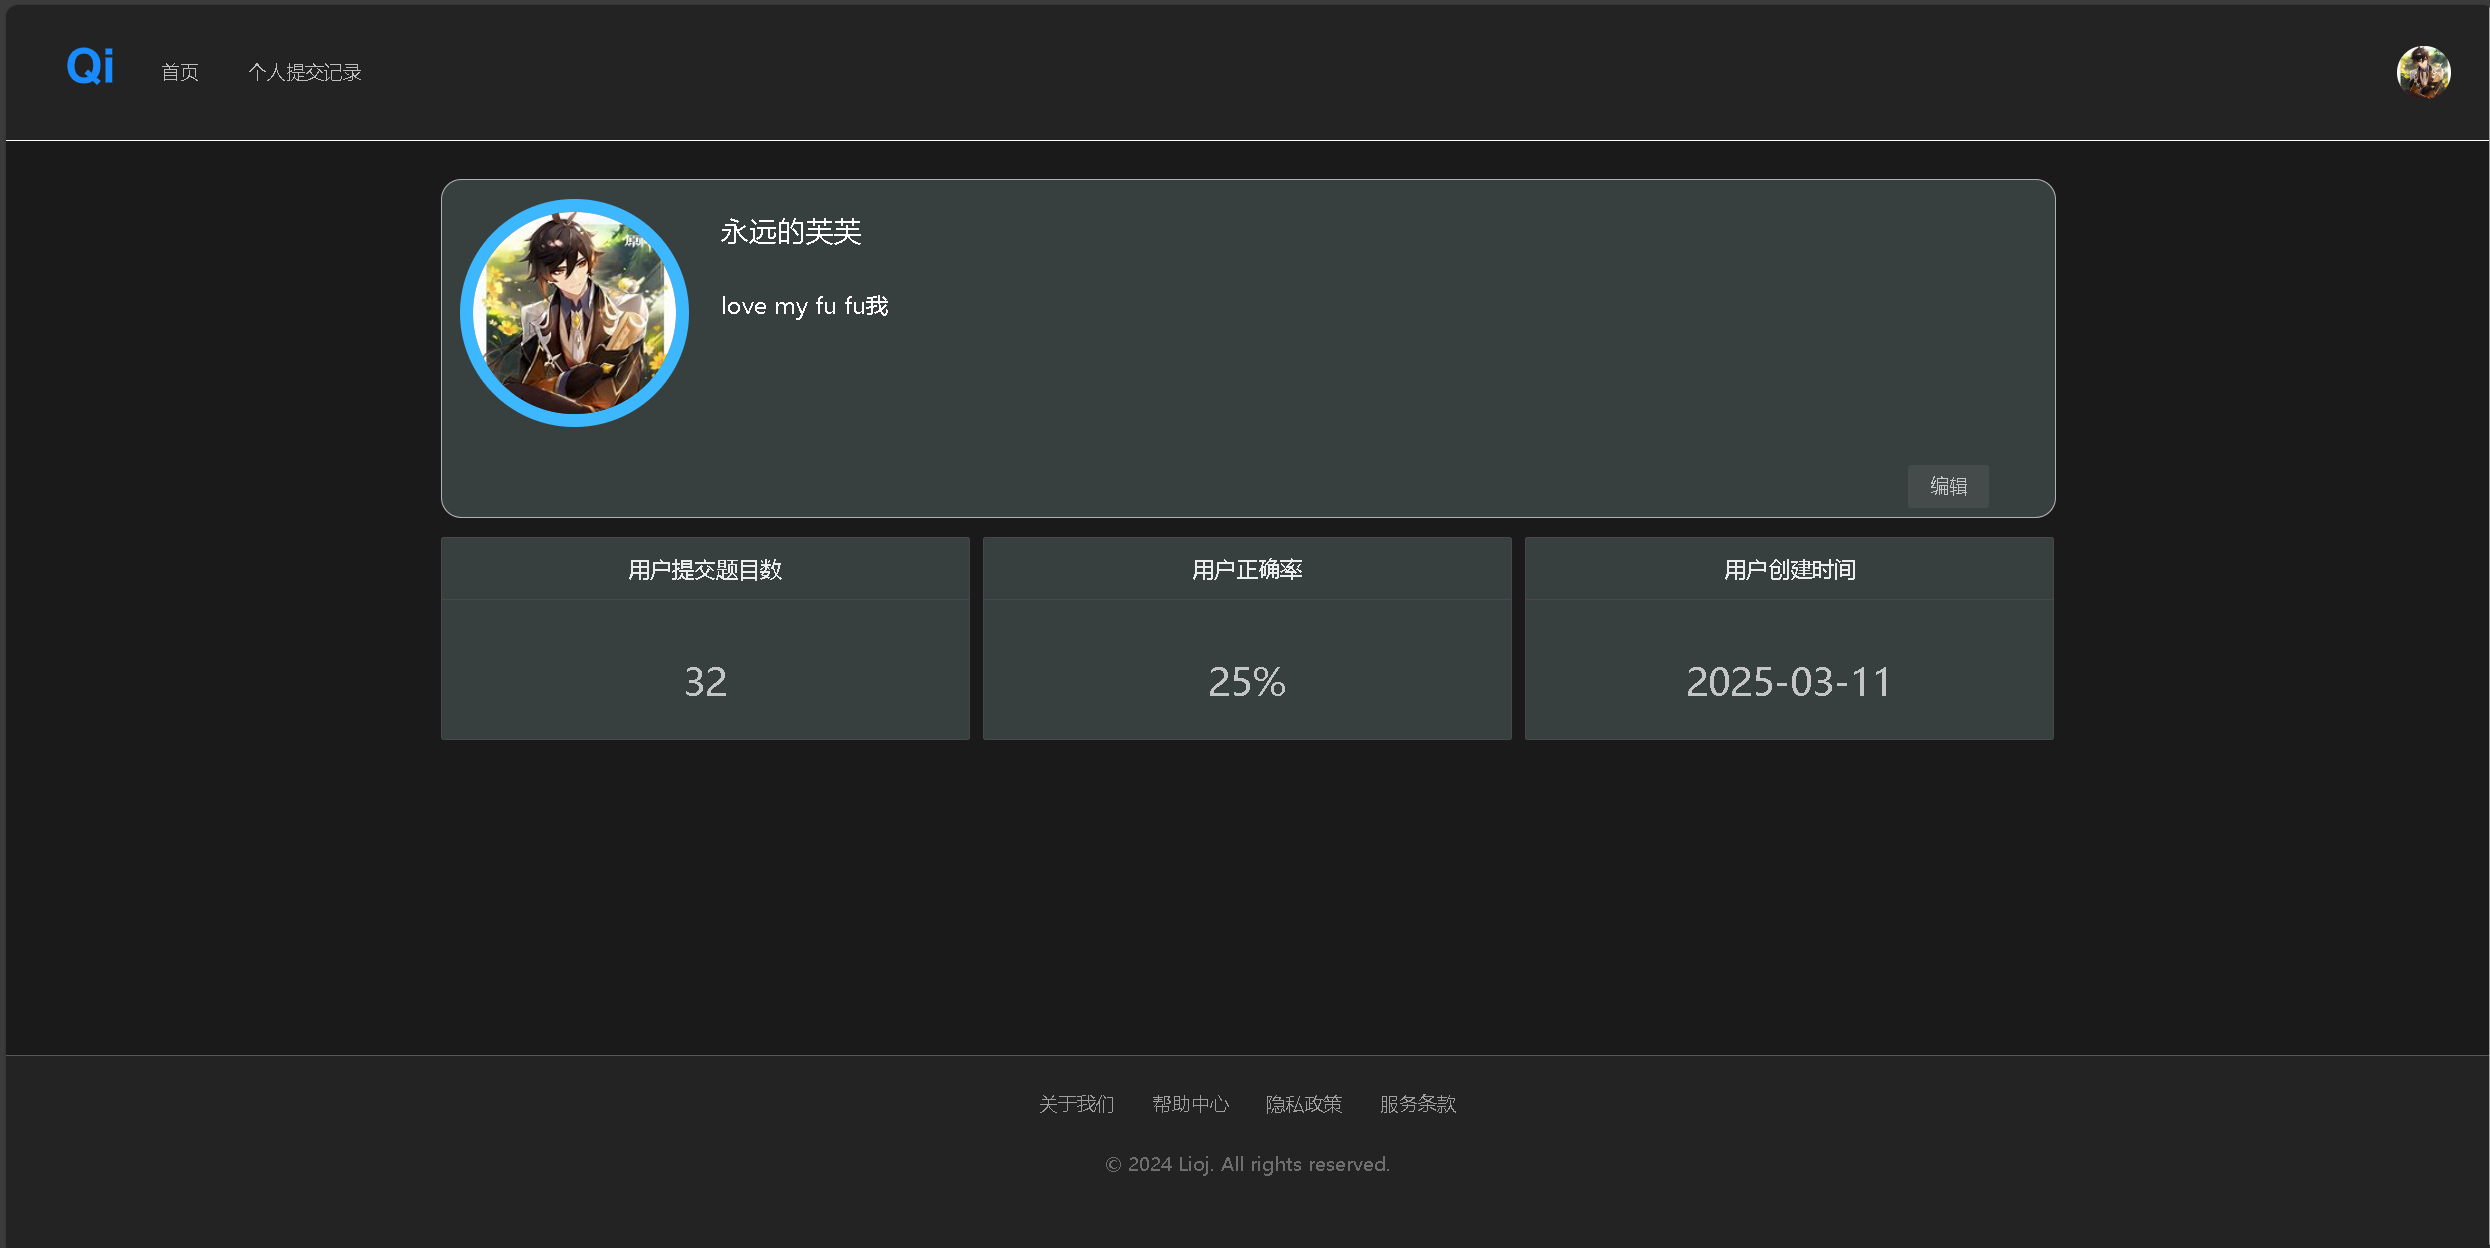 Qi
首页
个人提交记录
永远的芙芙
love my fu fu我
编辑
用户提交题目数
用户正确率
用户创建时间
32
25%
2025-03-11
关于我们
帮助中心
隐私政策
服务条款
© 2024 Lioj. All rights reserved.